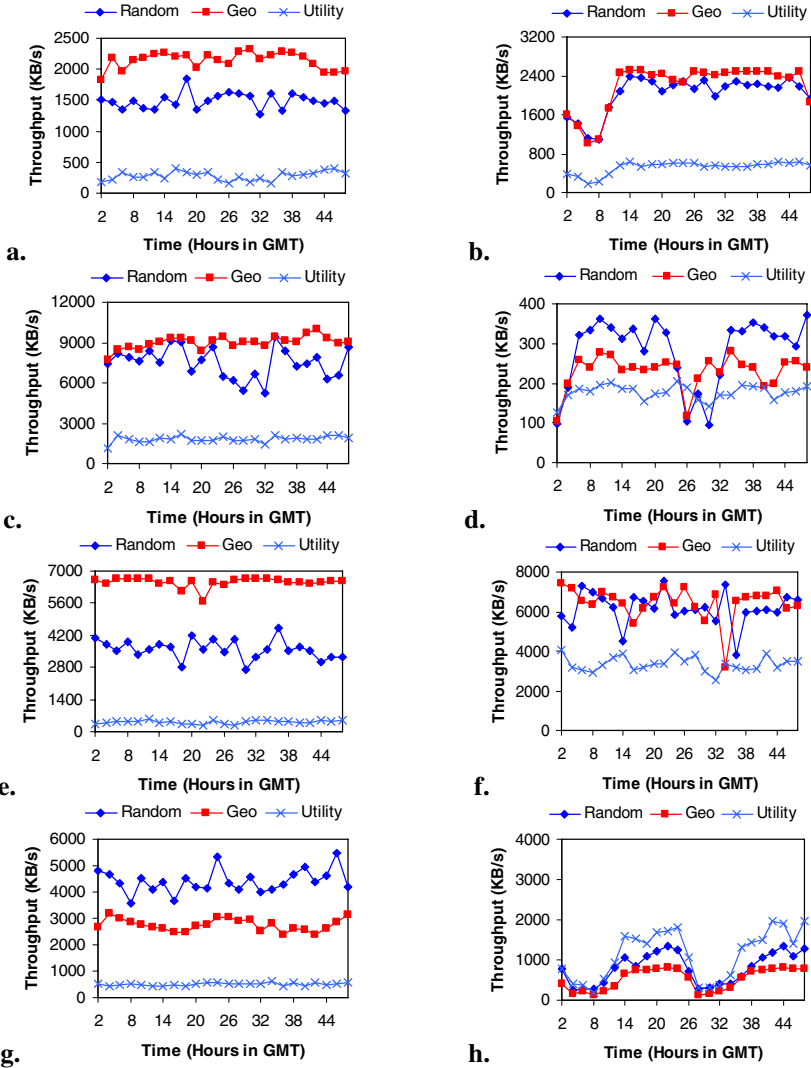 Random Geo Utility
Throughput (KB/s)
2500
2000
1500
1000
500
0
2 8 14 20 26 32 38 44
Time (Hours in GMT)
a.
Random Geo Utility
Throughput (KB/s)
3200
2400
1600
800
0
2 8 14 20 26 32 38 44
Time (Hours in GMT)
b.
Random Geo Utility
Throughput (KB/s)
12000
9000
6000
3000
0
2 8 14 20 26 32 38 44
Time (Hours in GMT)
c.
Random Geo Utility
Throughput (KB/s)
400
300
200
100
0
2 8 14 20 26 32 38 44
Time (Hours in GMT)
d.
Random Geo Utility
Throughput (KB/s)
7000
5600
4200
2800
1400
0
2 8 14 20 26 32 38 44
Time (Hours in GMT)
e.
Random Geo Utility
Throughput (KB/s)
8000
6000
4000
2000
0
2 8 14 20 26 32 38 44
Time (Hours in GMT)
f.
Random Geo Utility
Throughput (KB/s)
6000
5000
4000
3000
2000
1000
0
2 8 14 20 26 32 38 44
Time (Hours in GMT)
g.
Random Geo Utility
Throughput (KB/s)
4000
3000
2000
1000
0
2 8 14 20 26 32 38 44
Time (Hours in GMT)
h.